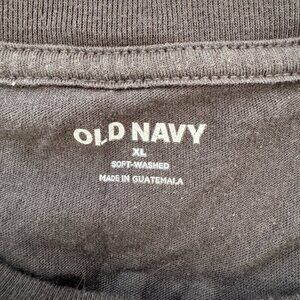 OLD NAVY
XL
SOFT-WASHED
MADE IN GUATEMALA